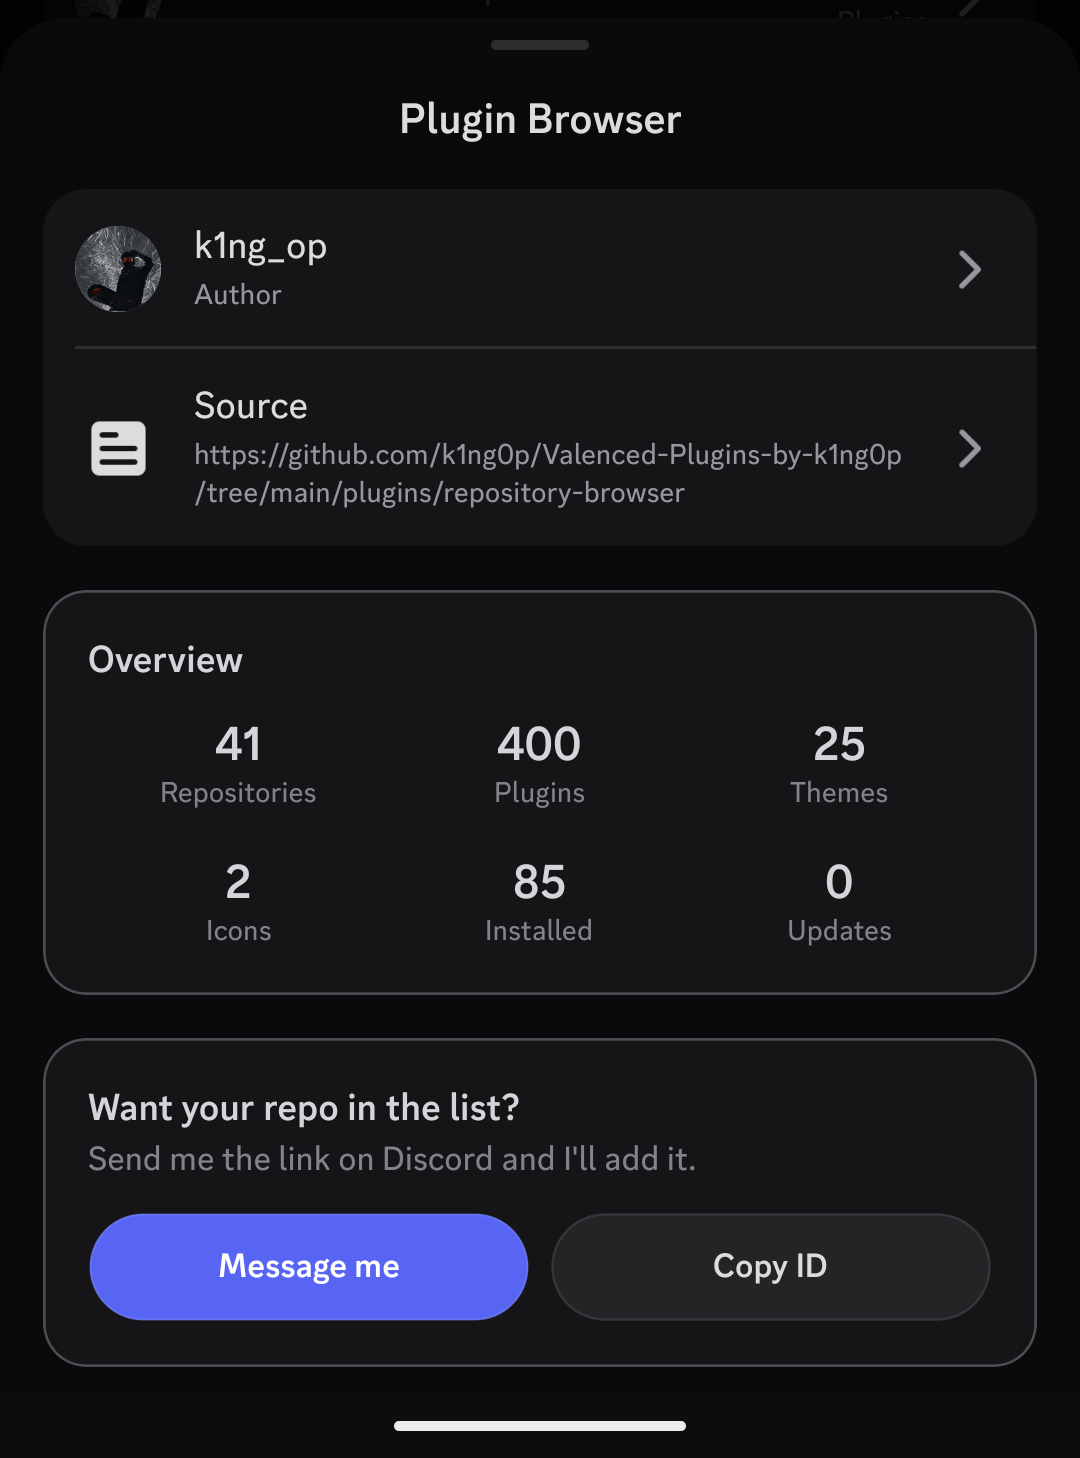 Plugins
Plugin Browser
k1ng_op
Author
Source
https://github.com/k1ng0p/Valenced-Plugins-by-k1ng0p
/tree/main/plugins/repository-browser
Overview
41
400
25
Repositories
Plugins
Themes
2
85
0
Icons
Installed
Updates
Want your repo in the list?
Send me the link on Discord and I'll add it.
Message me
Copy ID